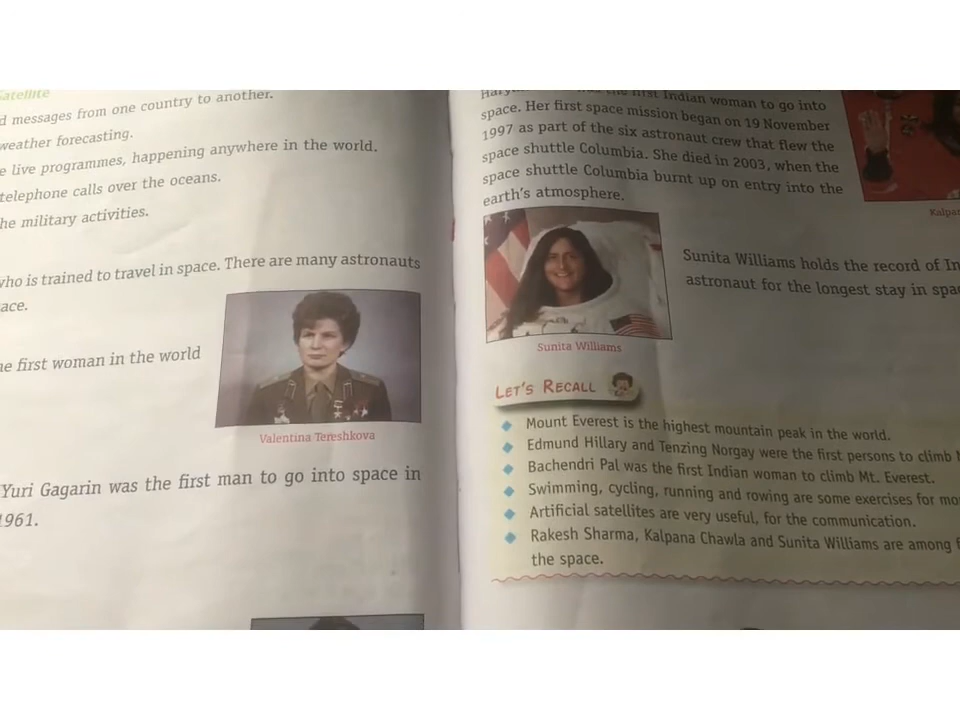 Satellite
messages from one country to another.
weather forecasting.
live programmes, happening anywhere in the world.
telephone calls over the oceans.
he military activities.
who is trained to travel in space. There are many astronauts
ace.
he first woman in the world
Valentina Tereshkova
Yuri Gagarin was the first man to go into space in
1961.
first Indian woman to go into
space. Her first space mission began on 19 November
1997 as part of the six astronaut crew that flew the
space shuttle Columbia. She died in 2003, when the
space shuttle Columbia burnt up on entry into the
earth's atmosphere.
Kalpa
Sunita Williams holds the record of In
astronaut for the longest stay in spa
Sunita Williams
LET'S RECALL
Mount Everest is the highest mountain peak in the world.
Edmund Hillary and Tenzing Norgay were the first persons to climb
Bachendri Pal was the first Indian woman to climb Mt. Everest.
Swimming, cycling, running and rowing are some exercises for mo
Artificial satellites are very useful, for the communication.
Rakesh Sharma, Kalpana Chawla and Sunita Williams are among
the space.